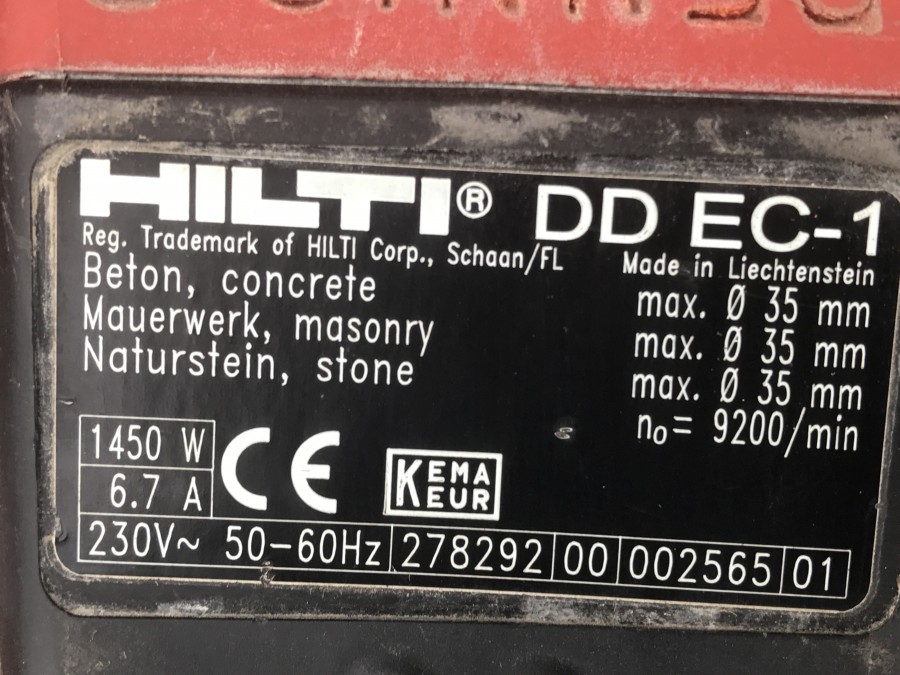 HILTI® DD EC-1
Reg. Trademark of HILTI Corp., Schaan/FL Made in Liechtenstein
Beton, concrete max. Ø 35 mm
Mauerwerk, masonry max. Ø 35 mm
Naturstein, stone max. Ø 35 mm
n₀= 9200/min
1450 W
6.7 A
CE
KEMA
EUR
230V~ 50-60Hz 278292 00 002565 01